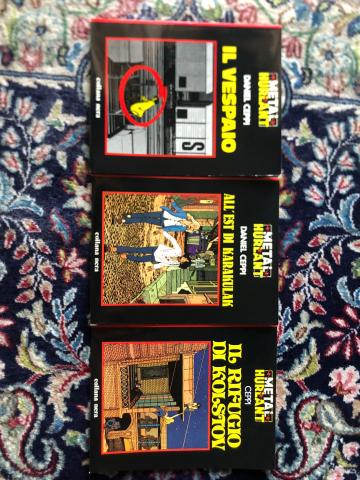 METAL
HURLANT
DANIEL CEPPI
IL VESPAIO
S
collana nera
METAL
HURLANT
DANIEL CEPPI
ALL'EST DI KARAKULAK
collana nera
METAL
HURLANT
CEPPI
IL RIFUGIO
DI KOLSTOV
collana nera